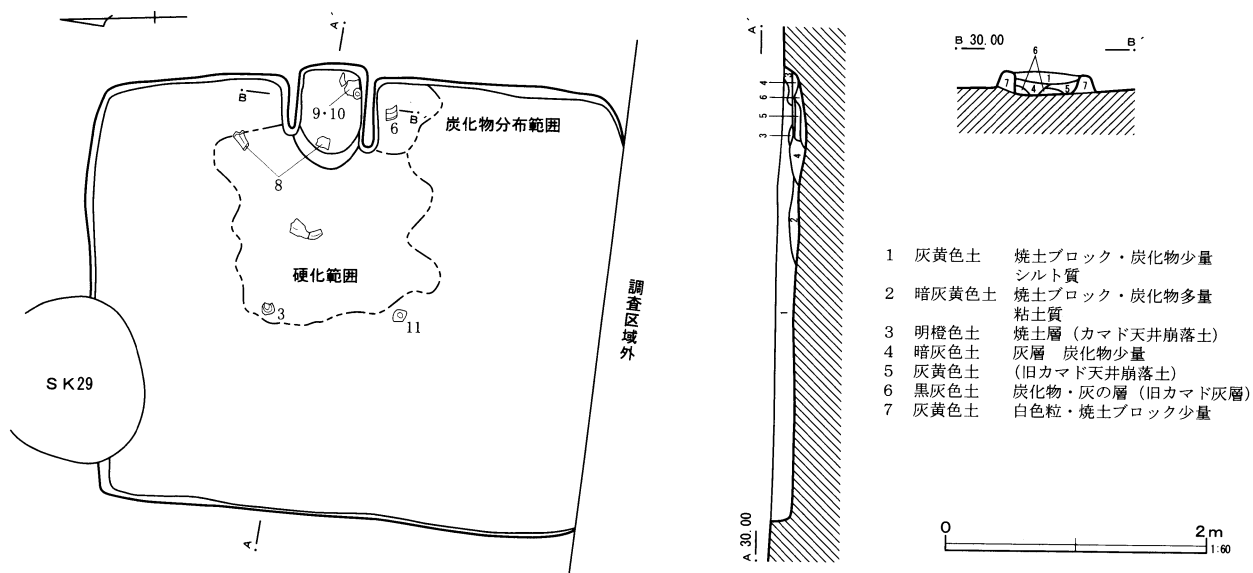 A´
B
B´
9・10
6
炭化物分布範囲
8
硬化範囲
3
11
調査区域外
SK29
A
A´
4
6
5
3
4
2
1
A 30.00
B 30.00
B´
6
7
1
4
5
7
1 灰黄色土 焼土ブロック・炭化物少量
シルト質
2 暗灰黄色土 焼土ブロック・炭化物多量
粘土質
3 明橙色土 焼土層（カマド天井崩落土）
4 暗灰色土 灰層 炭化物少量
5 灰黄色土 (旧カマド天井崩落土)
6 黒灰色土 炭化物・灰の層（旧カマド灰層）
7 灰黄色土 白色粒・焼土ブロック少量
0 2m
1:60